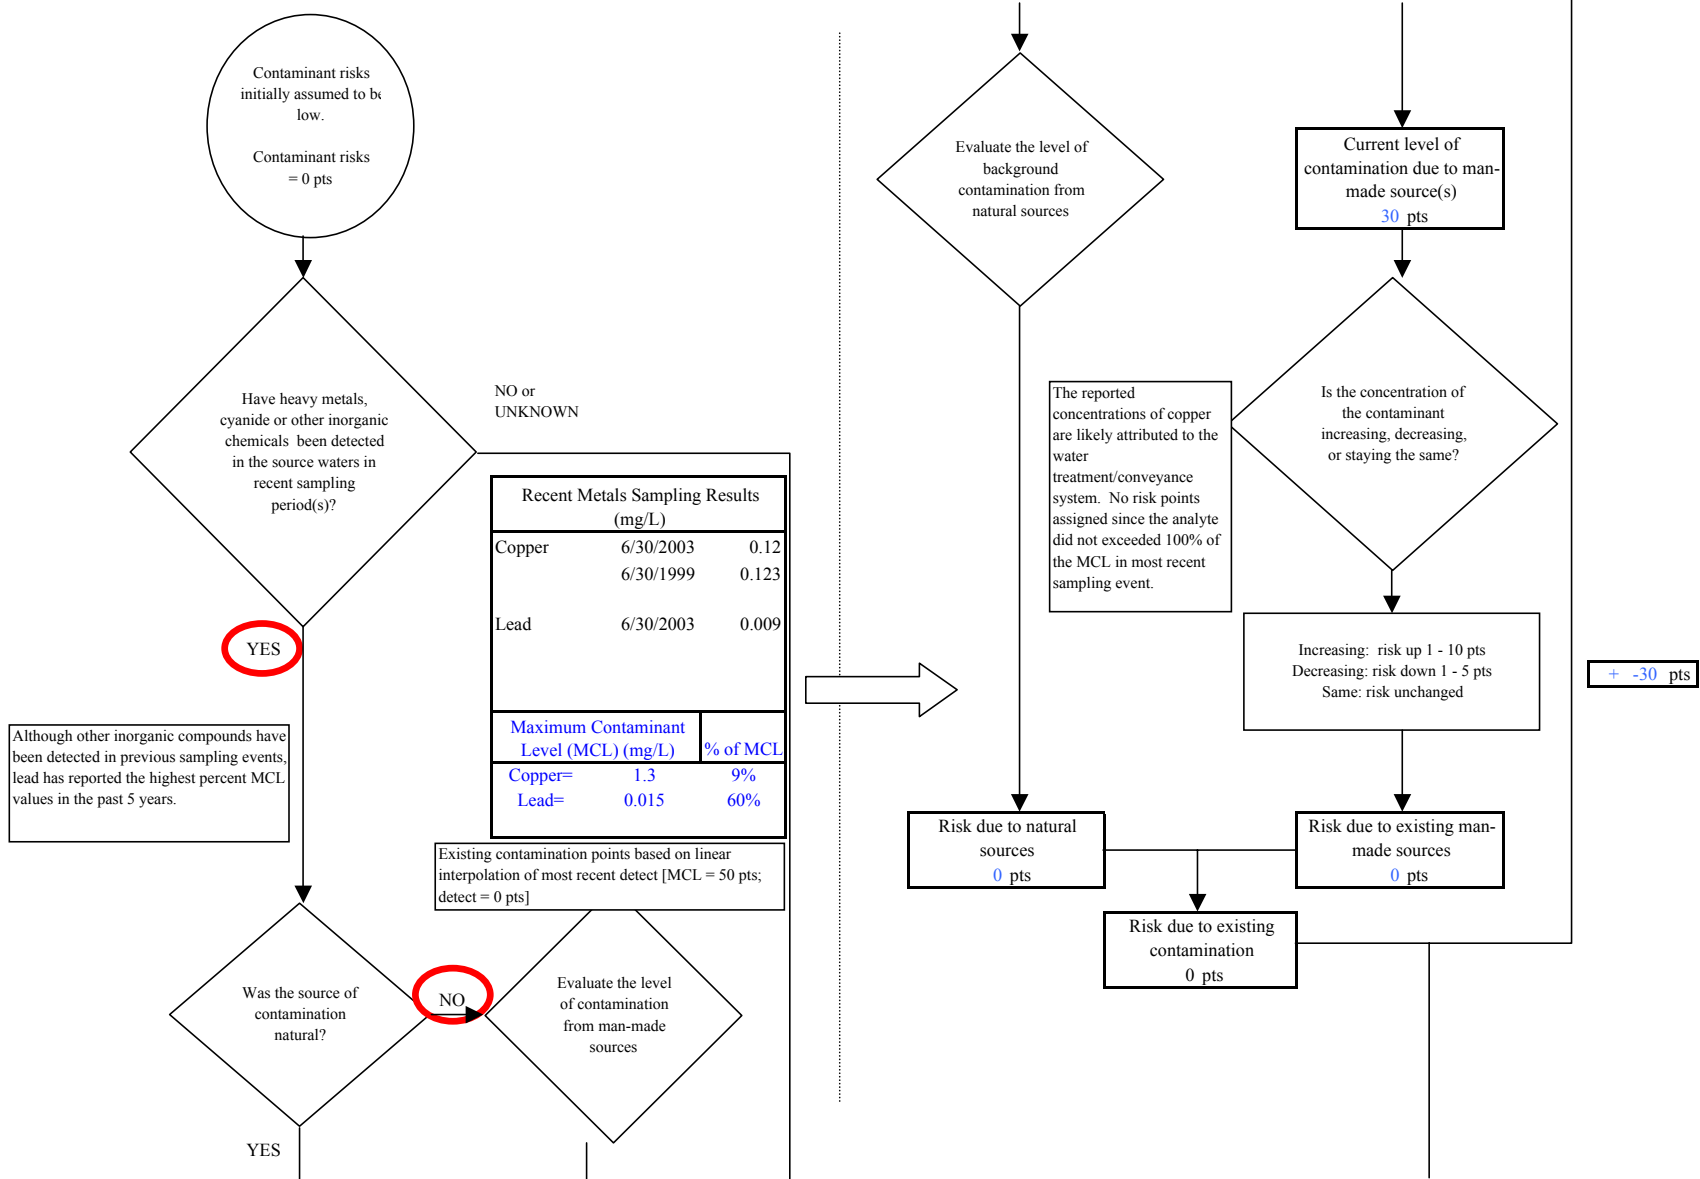 Contaminant risks
initially assumed to be
low.
Contaminant risks
= 0 pts
Have heavy metals,
cyanide or other inorganic
chemicals been detected
in the source waters in
recent sampling
period(s)?
NO or
UNKNOWN
YES
Recent Metals Sampling Results
(mg/L)
Copper 6/30/2003 0.12
6/30/1999 0.123
Lead 6/30/2003 0.009
Maximum Contaminant
Level (MCL) (mg/L) % of MCL
Copper= 1.3 9%
Lead= 0.015 60%
Although other inorganic compounds have
been detected in previous sampling events,
lead has reported the highest percent MCL
values in the past 5 years.
Existing contamination points based on linear
interpolation of most recent detect [MCL = 50 pts;
detect = 0 pts]
Was the source of
contamination
natural?
NO
Evaluate the level
of contamination
from man-made
sources
YES
Evaluate the level of
background
contamination from
natural sources
Current level of
contamination due to man-
made source(s)
30 pts
The reported
concentrations of copper
are likely attributed to the
water
treatment/conveyance
system. No risk points
assigned since the analyte
did not exceeded 100% of
the MCL in most recent
sampling event.
Is the concentration of
the contaminant
increasing, decreasing,
or staying the same?
Increasing: risk up 1 - 10 pts
Decreasing: risk down 1 - 5 pts
Same: risk unchanged
+ -30 pts
Risk due to natural
sources
0 pts
Risk due to existing man-
made sources
0 pts
Risk due to existing
contamination
0 pts